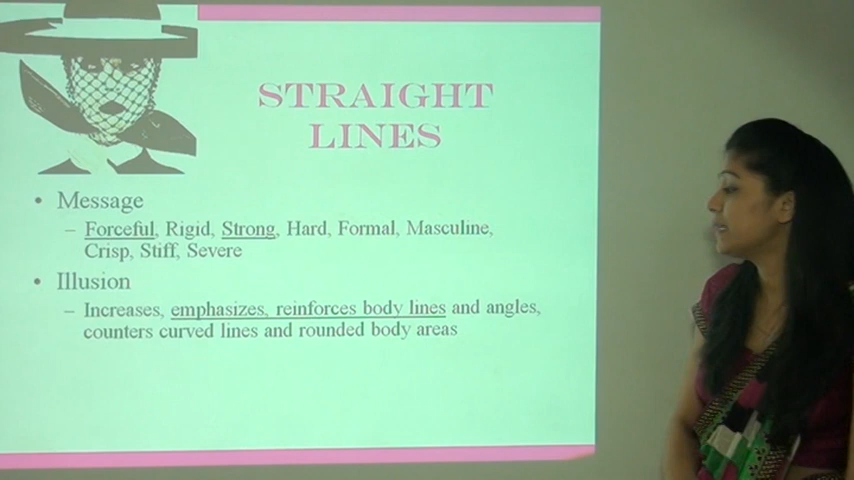 STRAIGHT
LINES
• Message
– Forceful, Rigid, Strong, Hard, Formal, Masculine,
Crisp, Stiff, Severe
• Illusion
– Increases, emphasizes, reinforces body lines and angles,
counters curved lines and rounded body areas